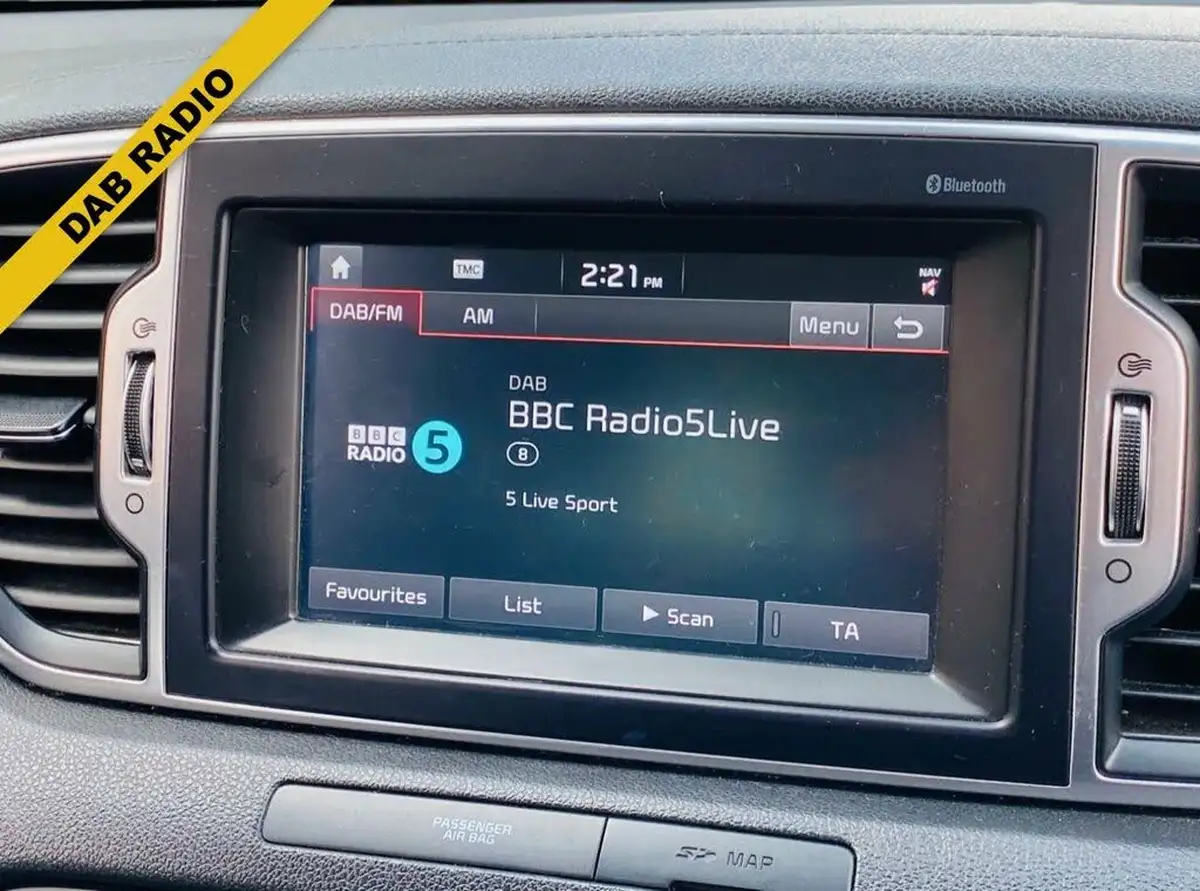 DAB RADIO
Bluetooth
TMC
2:21 PM
NAV
DAB/FM
AM
Menu
DAB
BBC Radio5Live
BBC
RADIO 5
8
5 Live Sport
Favourites
List
Scan
TA
PASSENGER
AIR BAG
MAP